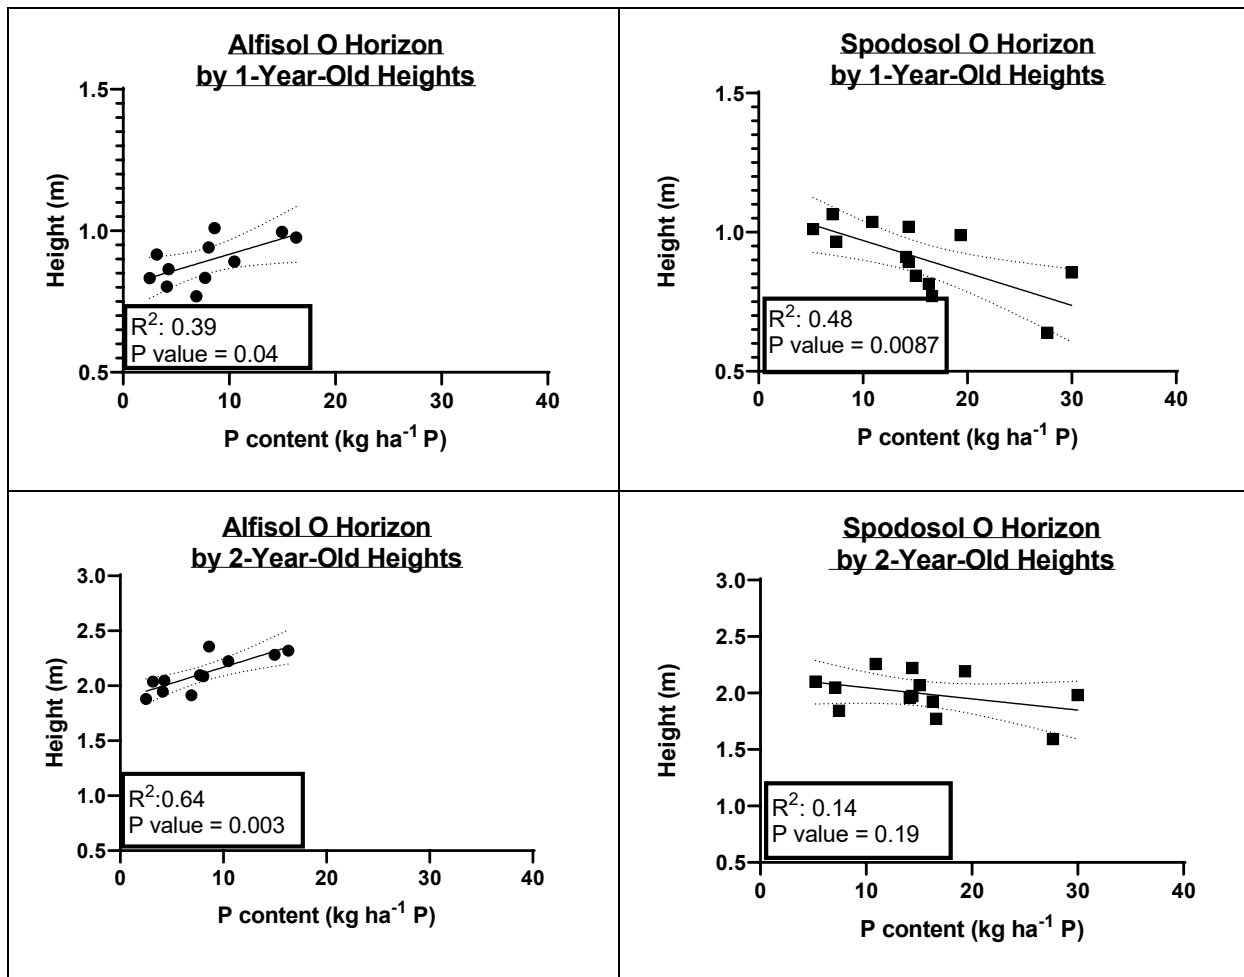 Alfisol O Horizon
by 1-Year-Old Heights
1.5
1.0
0.5
Height (m)
R²: 0.39
P value = 0.04
0 10 20 30 40
P content (kg ha⁻¹ P)
Spodosol O Horizon
by 1-Year-Old Heights
1.5
1.0
0.5
Height (m)
R²: 0.48
P value = 0.0087
0 10 20 30 40
P content (kg ha⁻¹ P)
Alfisol O Horizon
by 2-Year-Old Heights
3.0
2.5
2.0
1.5
1.0
0.5
Height (m)
R²:0.64
P value = 0.003
0 10 20 30 40
P content (kg ha⁻¹ P)
Spodosol O Horizon
by 2-Year-Old Heights
3.0
2.5
2.0
1.5
1.0
0.5
Height (m)
R²: 0.14
P value = 0.19
0 10 20 30 40
P content (kg ha⁻¹ P)